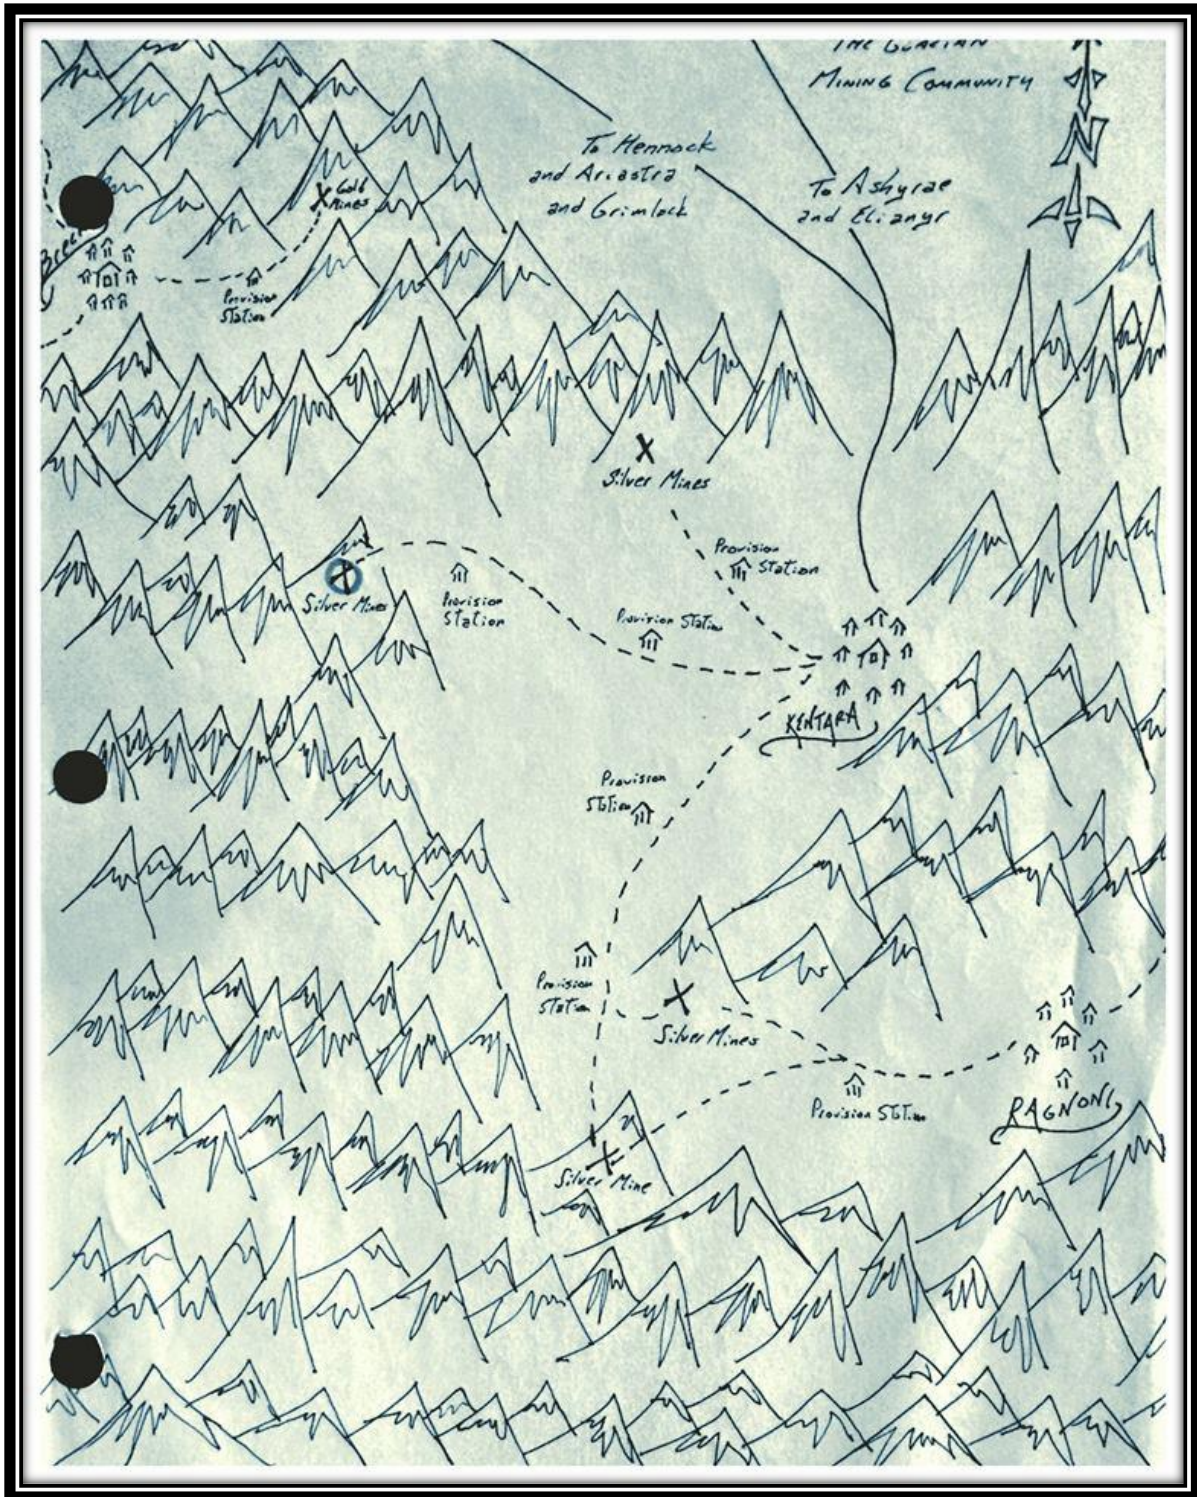 MINING COMMUNITY
N
To Hennock
and Ariastra
and Grimlock
To Ashyrae
and Elianyr
Gold
Mines
Provision
Station
Silver Mines
Provision
Station
Silver Mines
Provision
Station
Provision Station
KENTARA
Provision
Station
Provision
Station
Silver Mines
Provision Station
RAGNONI
Silver Mine